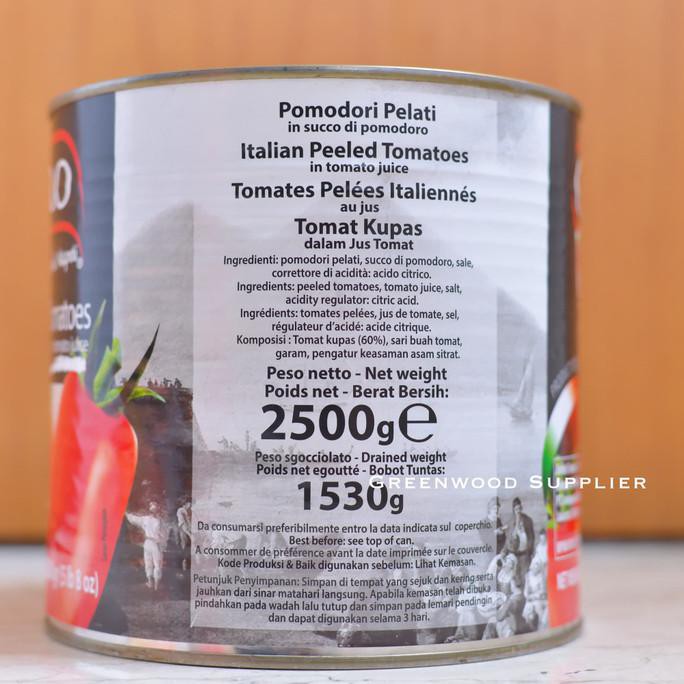 Pomodori Pelati
in succo di pomodoro
Italian Peeled Tomatoes
in tomato juice
Tomates Pelées Italiennés
au jus
Tomat Kupas
dalam Jus Tomat
Ingredienti: pomodori pelati, succo di pomodoro, sale,
correttore di acidità: acido citrico.
Ingredients: peeled tomatoes, tomato juice, salt,
acidity regulator: citric acid.
Ingrédients: tomates pelées, jus de tomate, sel,
régulateur d'acidé: acide citrique.
Komposisi : Tomat kupas (60%), sari buah tomat,
garam, pengatur keasaman asam sitrat.
Peso netto - Net weight
Poids net - Berat Bersih:
2500g℮
Peso sgocciolato - Drained weight
Poids net egoutté - Bobot Tuntas:
1530g
Da consumarsi preferibilmente entro la data indicata sul coperchio.
Best before: see top of can.
A consommer de préférence avant la date imprimée sur le couvercle.
Kode Produksi & Baik digunakan sebelum: Lihat Kemasan.
Petunjuk Penyimpanan: Simpan di tempat yang sejuk dan kering serta
jauhkan dari sinar matahari langsung. Apabila kemasan telah dibuka
pindahkan pada wadah lalu tutup dan simpan pada lemari pendingin
dan dapat digunakan selama 3 hari.
Greenwood Supplier
matoes
(5 lb 8 oz)